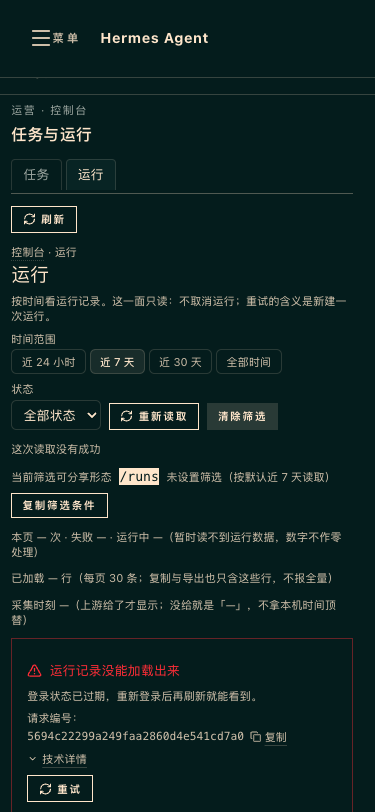 菜单 Hermes Agent
运营 · 控制台
任务与运行
任务 运行
刷新
控制台 · 运行
运行
按时间看运行记录。这一面只读：不取消运行；重试的含义是新建一
次运行。
时间范围
近 24 小时 近 7 天 近 30 天 全部时间
状态
全部状态 重新读取 清除筛选
这次读取没有成功
当前筛选可分享形态 /runs 未设置筛选（按默认近 7 天读取）
复制筛选条件
本页 — 次 · 失败 — · 运行中 —（暂时读不到运行数据，数字不作零
处理）
已加载 — 行（每页 30 条；复制与导出也只含这些行，不报全量）
采集时刻 —（上游给了才显示；没给就是「—」，不拿本机时间顶
替）
运行记录没能加载出来
登录状态已过期，重新登录后再刷新就能看到。
请求编号：
5694c22299a249faa2860d4e541cd7a0 复制
技术详情
重试